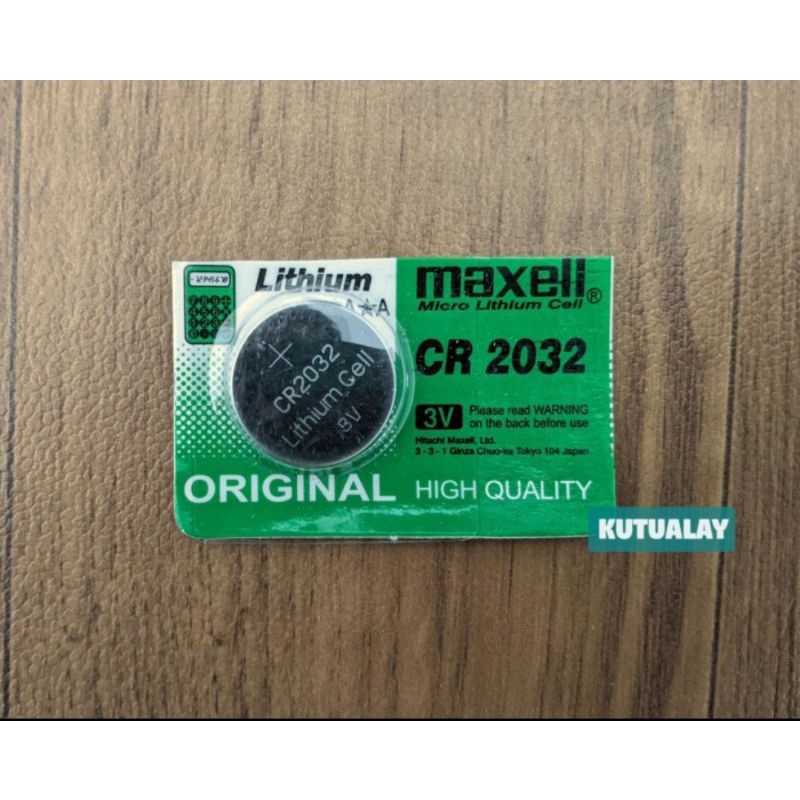 -12345678
Lithium
maxell®
Micro Lithium Cell
A☆A
CR 2032
+
CR2032
Lithium Cell
3V
3V
Please read WARNING
on the back before use
Hitachi Maxell, Ltd.
3-3-1 Ginza Chuo-ku Tokyo 104 Japan
ORIGINAL
HIGH QUALITY
KUTUALAY